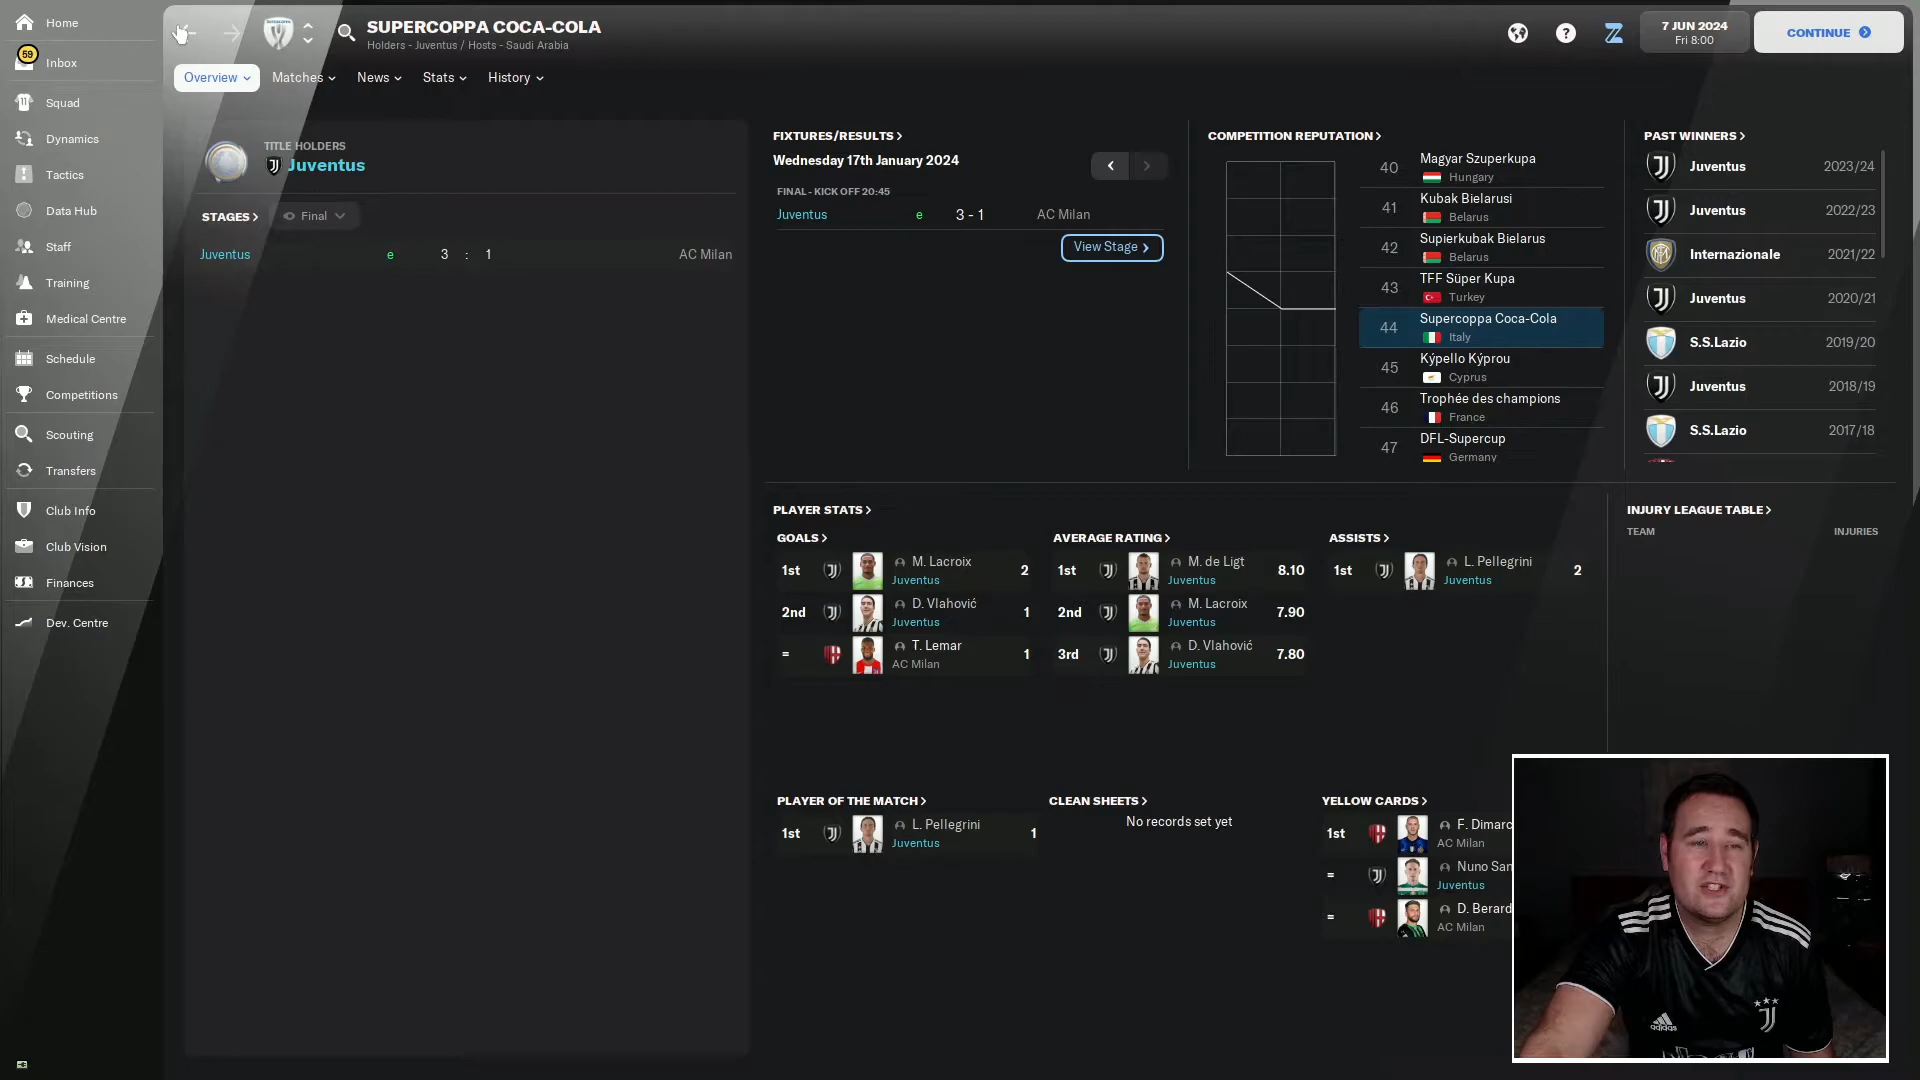 Home
59
Inbox
Squad
Dynamics
Tactics
Data Hub
Staff
Training
Medical Centre
Schedule
Competitions
Scouting
Transfers
Club Info
Club Vision
Finances
Dev. Centre
SUPERCOPPA COCA-COLA
Holders - Juventus / Hosts - Saudi Arabia
7 JUN 2024
Fri 8:00
CONTINUE
Overview
Matches
News
Stats
History
TITLE HOLDERS
Juventus
STAGES
Final
Juventus e 3 : 1 AC Milan
FIXTURES/RESULTS
Wednesday 17th January 2024
FINAL - KICK OFF 20:45
Juventus e 3 - 1 AC Milan
View Stage
COMPETITION REPUTATION
40 Magyar Szuperkupa
Hungary
41 Kubak Bielarusi
Belarus
42 Supierkubak Bielarus
Belarus
43 TFF Süper Kupa
Turkey
44 Supercoppa Coca-Cola
Italy
45 Kýpello Kýprou
Cyprus
46 Trophée des champions
France
47 DFL-Supercup
Germany
PAST WINNERS
Juventus 2023/24
Juventus 2022/23
Internazionale 2021/22
Juventus 2020/21
S.S.Lazio 2019/20
Juventus 2018/19
S.S.Lazio 2017/18
PLAYER STATS
GOALS
1st M. Lacroix 2
Juventus
2nd D. Vlahović 1
Juventus
= T. Lemar 1
AC Milan
AVERAGE RATING
1st M. de Ligt 8.10
Juventus
2nd M. Lacroix 7.90
Juventus
3rd D. Vlahović 7.80
Juventus
ASSISTS
1st L. Pellegrini 2
Juventus
INJURY LEAGUE TABLE
TEAM INJURIES
PLAYER OF THE MATCH
1st L. Pellegrini 1
Juventus
CLEAN SHEETS
No records set yet
YELLOW CARDS
1st F. Dimarc
AC Milan
= Nuno San
Juventus
= D. Berard
AC Milan
adidas